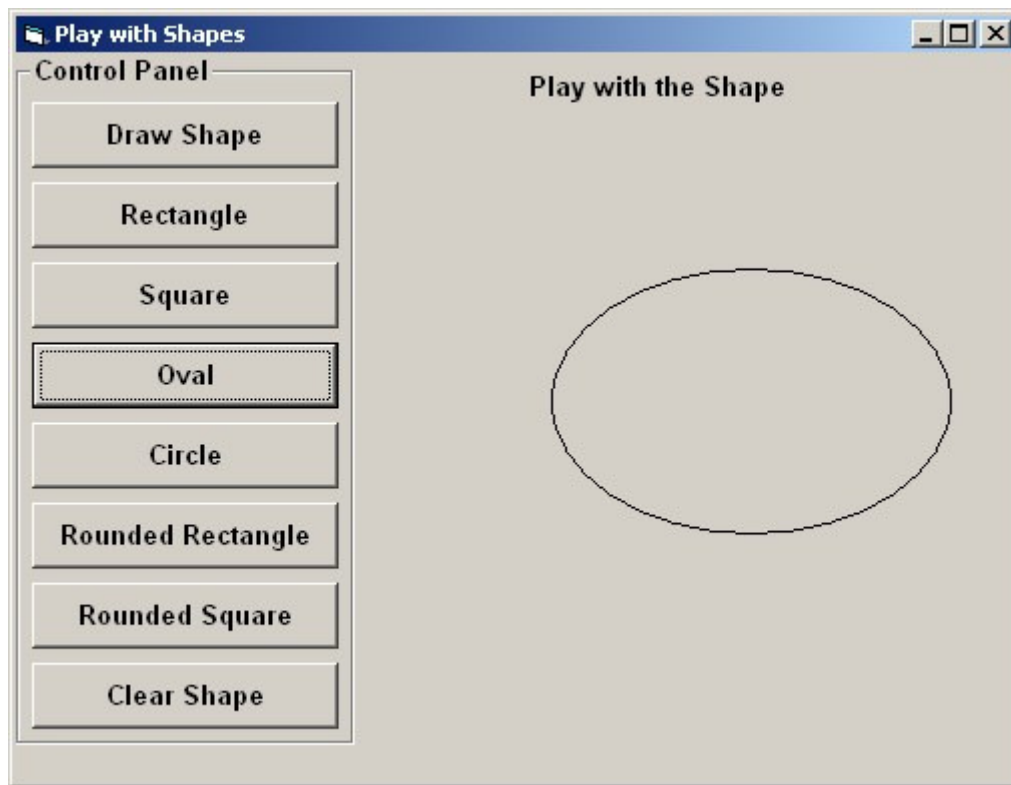 Play with Shapes
Control Panel
Play with the Shape
Draw Shape
Rectangle
Square
Oval
Circle
Rounded Rectangle
Rounded Square
Clear Shape